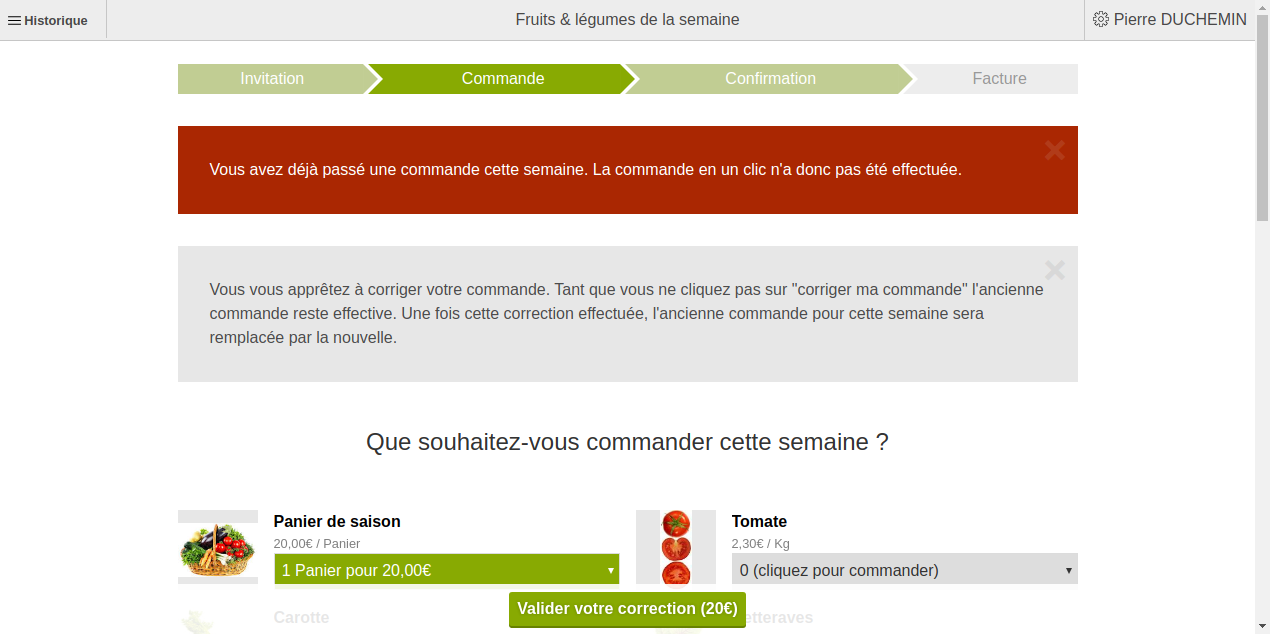 Historique
Fruits & légumes de la semaine
Pierre DUCHEMIN
Invitation
Commande
Confirmation
Facture
Vous avez déjà passé une commande cette semaine. La commande en un clic n'a donc pas été effectuée.
Vous vous apprêtez à corriger votre commande. Tant que vous ne cliquez pas sur "corriger ma commande" l'ancienne
commande reste effective. Une fois cette correction effectuée, l'ancienne commande pour cette semaine sera
remplacée par la nouvelle.
Que souhaitez-vous commander cette semaine ?
Panier de saison
20,00€ / Panier
1 Panier pour 20,00€
Tomate
2,30€ / Kg
0 (cliquez pour commander)
Carotte
Valider votre correction (20€)